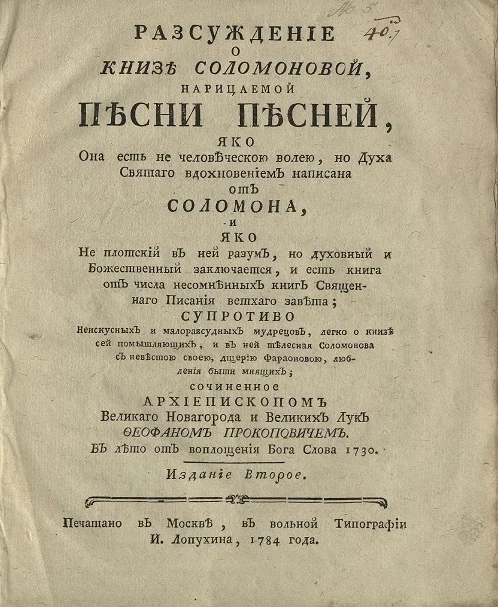 No 5
40.
РАЗСУЖДЕНІЕ
О
КНИЗѢ СОЛОМОНОВОЙ,
НАРИЦАЕМОЙ
ПѢСНИ ПѢСНЕЙ,
ЯКО
Она есть не человѣческою волею, но Духа
Святаго вдохновеніемъ написана
отъ
СОЛОМОНА,
и
ЯКО
Не плотскій въ ней разумъ, но духовный и
Божественный заключается, и есть книга
отъ числа несомнѣнныхъ книгъ Священ-
наго Писанія ветхаго завѣта;
СУПРОТИВО
Неискусныхъ и малоразсудныхъ мудрецовъ, легко о книзѣ
сей помышляющихъ, и въ ней тѣлесная Соломонова
съ невѣстою своею, дщерію Фараоновою, люб-
ленія быти мнящихъ;
сочиненное
АРХІЕПИСКОПОМЪ
Великаго Новагорода и Великихъ Лукъ
ѲЕОФАНОМЪ ПРОКОПОВИЧЕМЪ.
Въ лѣто отъ воплощенія Бога Слова 1730.
Изданіе Второе.
Печатано въ Москвѣ, въ вольной Типографіи
И. Лопухина, 1784 года.